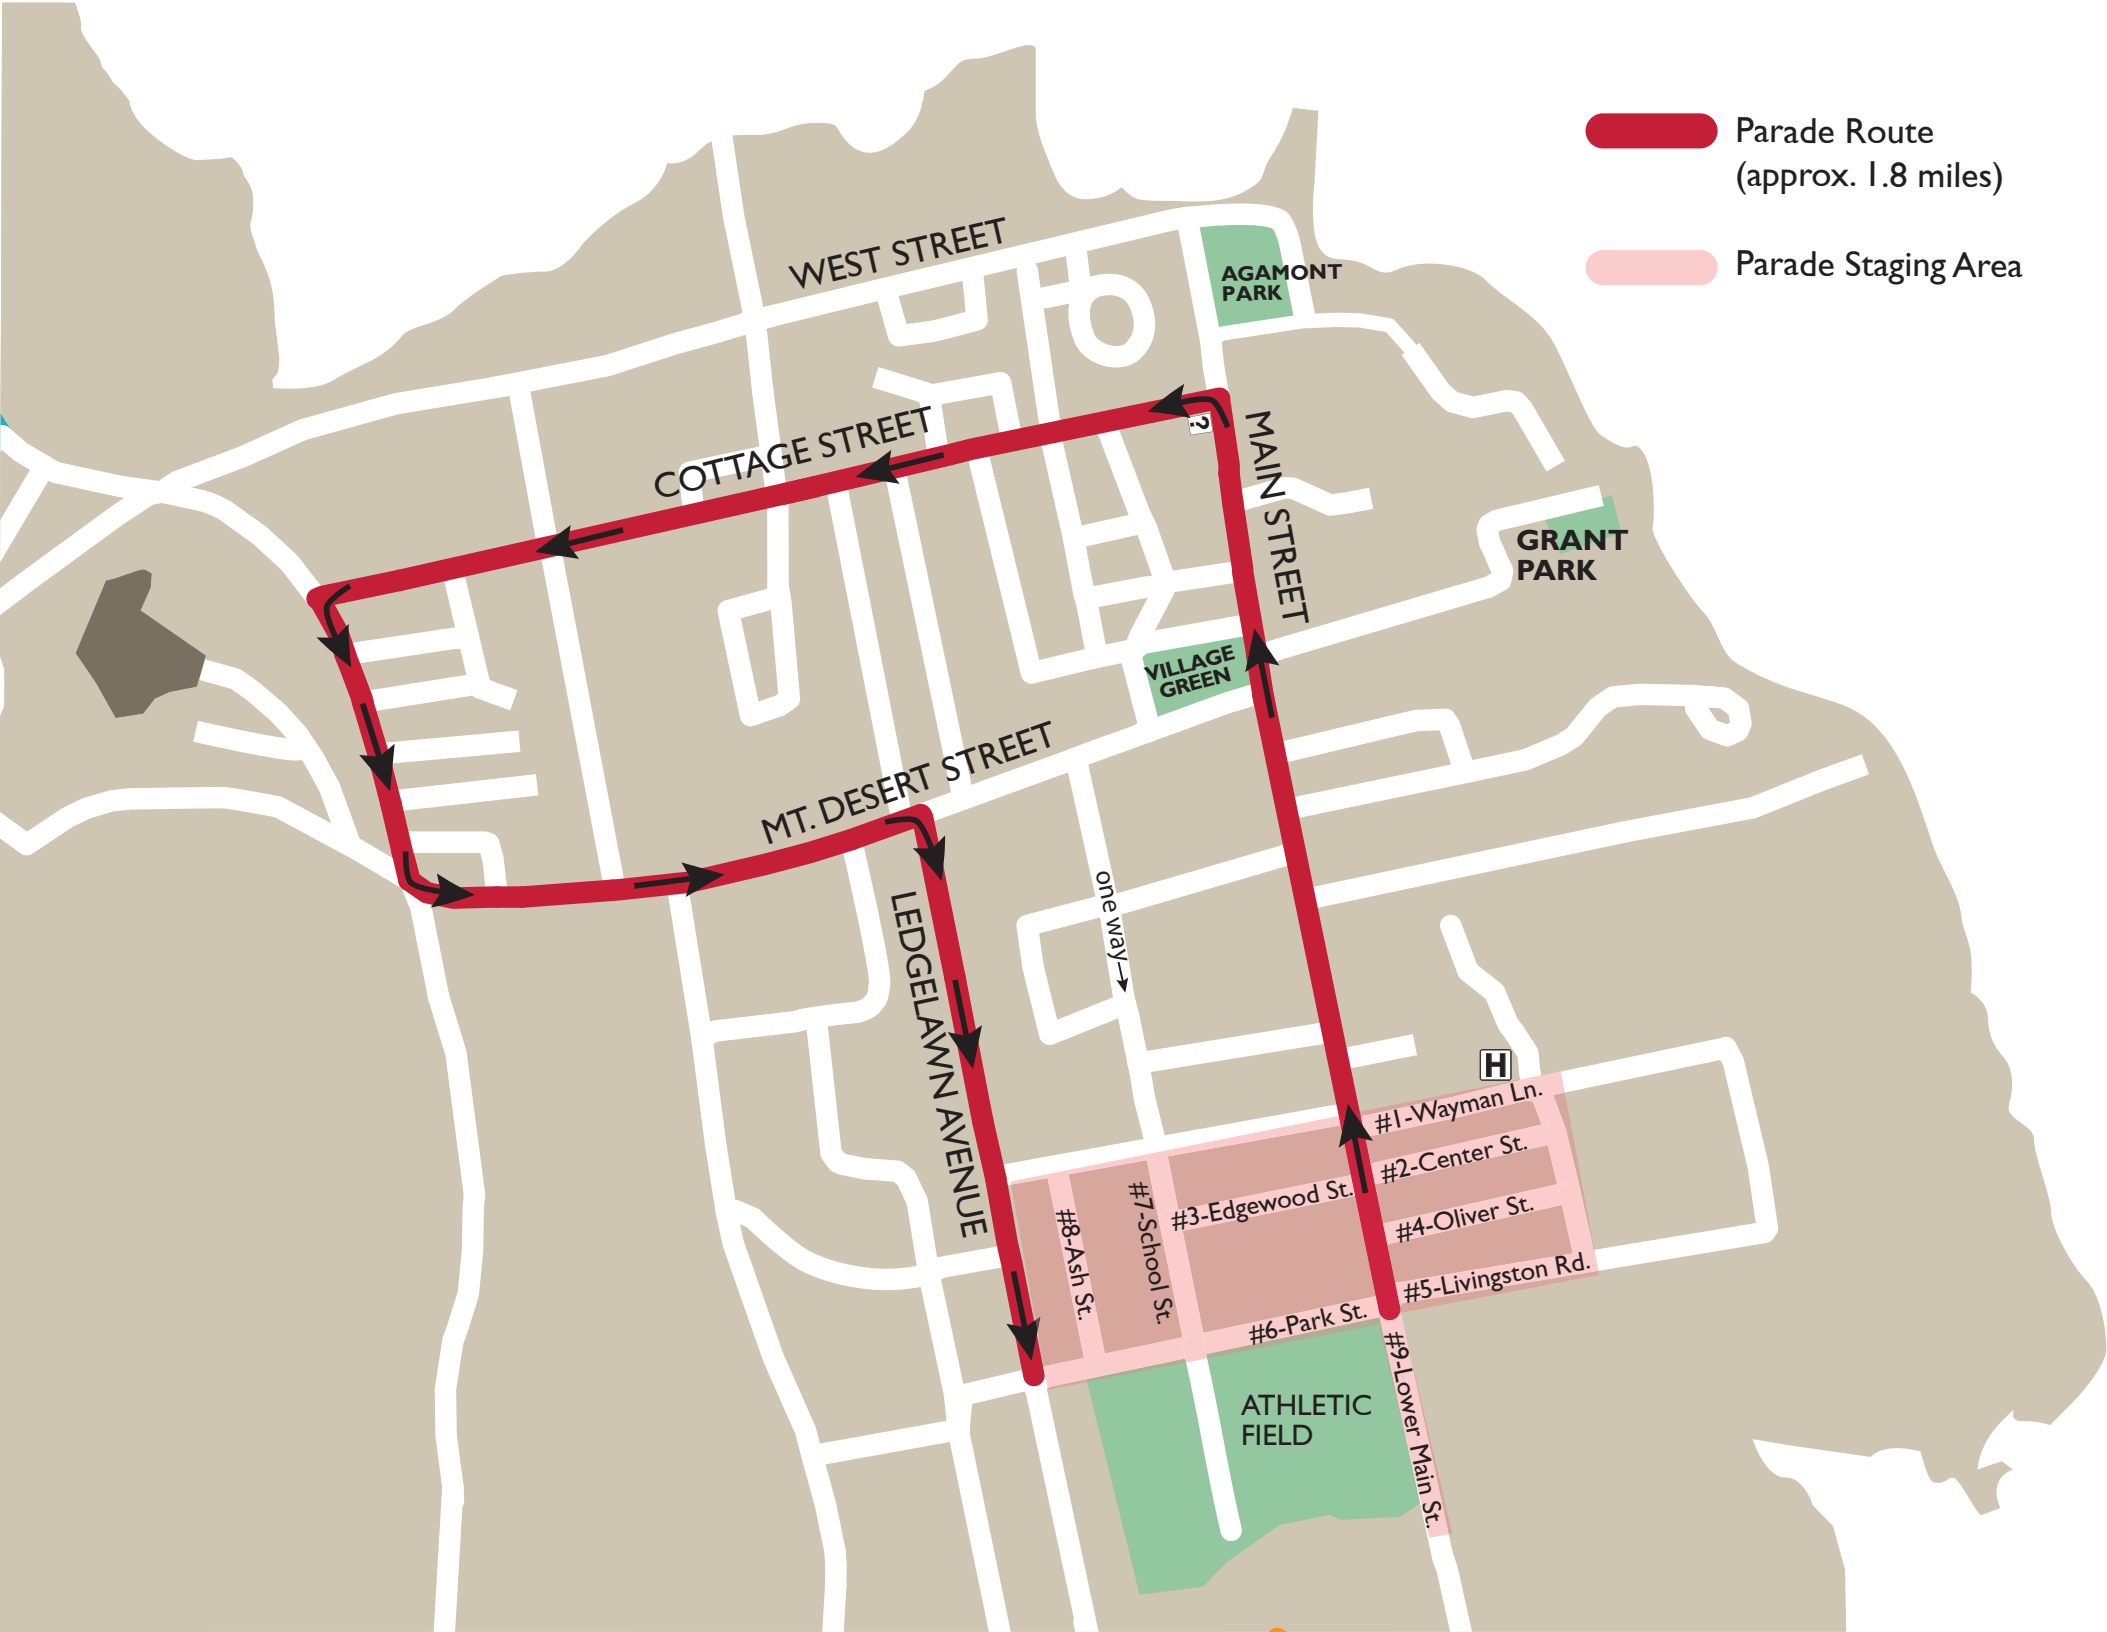 Parade Route
(approx. 1.8 miles)
Parade Staging Area
WEST STREET
AGAMONT
PARK
COTTAGE STREET
?
MAIN STREET
GRANT
PARK
VILLAGE
GREEN
MT. DESERT STREET
one way
LEDGELAWN AVENUE
H
#1-Wayman Ln.
#2-Center St.
#3-Edgewood St.
#4-Oliver St.
#5-Livingston Rd.
#6-Park St.
#7-School St.
#8-Ash St.
#9-Lower Main St.
ATHLETIC
FIELD